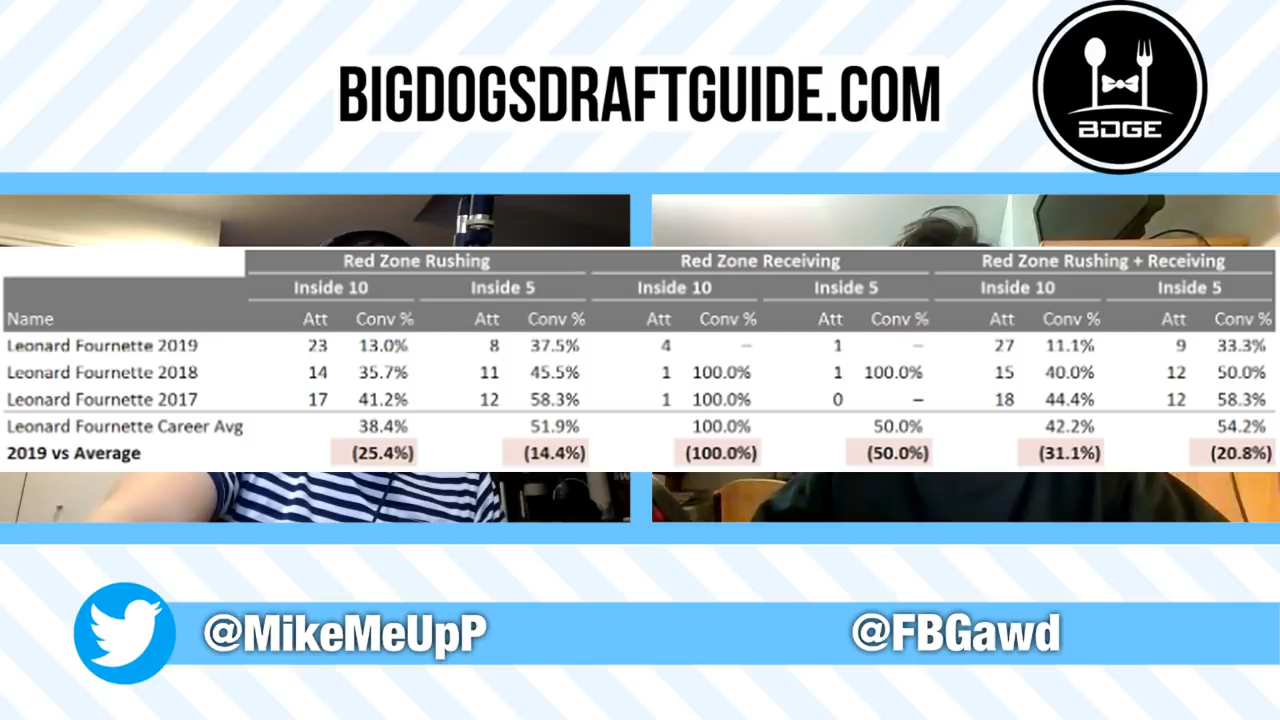 BIGDOGSDRAFTGUIDE.COM
BDGE
Red Zone Rushing Red Zone Receiving Red Zone Rushing + Receiving
Inside 10 Inside 5 Inside 10 Inside 5 Inside 10 Inside 5
Name Att Conv % Att Conv % Att Conv % Att Conv % Att Conv % Att Conv %
Leonard Fournette 2019 23 13.0% 8 37.5% 4 – 1 – 27 11.1% 9 33.3%
Leonard Fournette 2018 14 35.7% 11 45.5% 1 100.0% 1 100.0% 15 40.0% 12 50.0%
Leonard Fournette 2017 17 41.2% 12 58.3% 1 100.0% 0 – 18 44.4% 12 58.3%
Leonard Fournette Career Avg 38.4% 51.9% 100.0% 50.0% 42.2% 54.2%
2019 vs Average (25.4%) (14.4%) (100.0%) (50.0%) (31.1%) (20.8%)
@MikeMeUpP @FBGawd